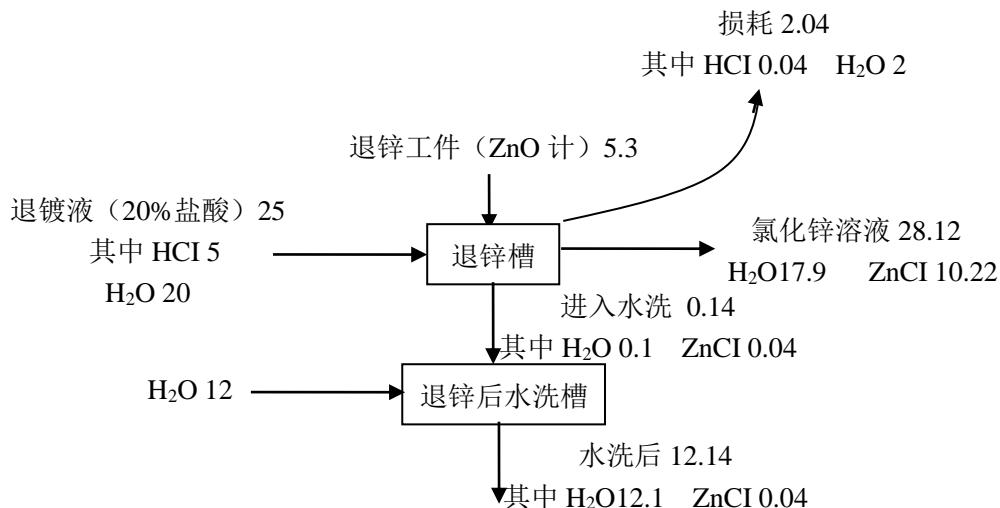 损耗 2.04
其中 HCI 0.04 H₂O 2
退锌工件（ZnO 计）5.3
退镀液（20%盐酸）25
其中 HCI 5
H₂O 20
退锌槽
氯化锌溶液 28.12
H₂O17.9 ZnCI 10.22
进入水洗 0.14
其中 H₂O 0.1 ZnCI 0.04
H₂O 12
退锌后水洗槽
水洗后 12.14
其中 H₂O12.1 ZnCI 0.04